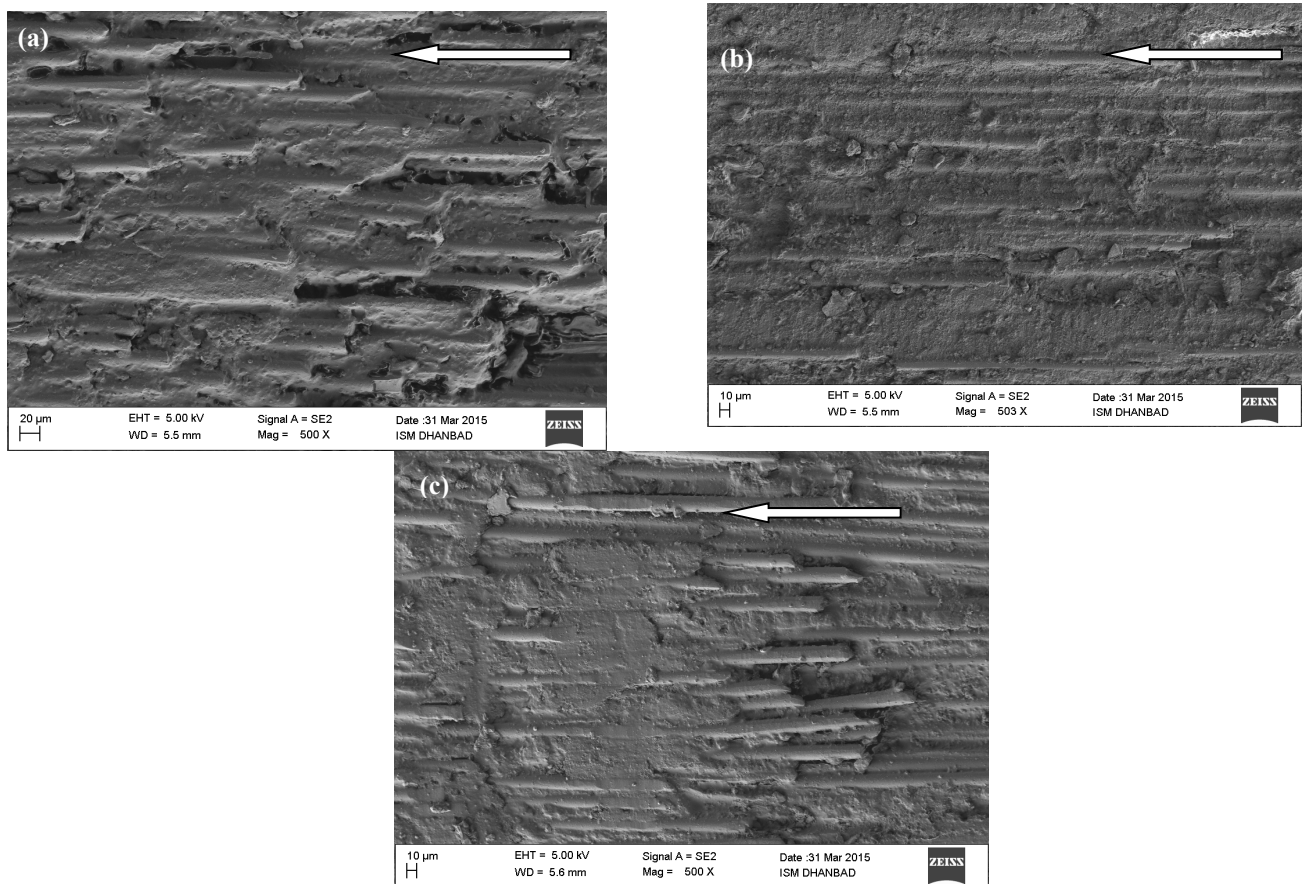 (a)
20 µm
EHT = 5.00 kV
WD = 5.5 mm
Signal A = SE2
Mag = 500 X
Date :31 Mar 2015
ISM DHANBAD
ZEISS
(b)
10 µm
EHT = 5.00 kV
WD = 5.5 mm
Signal A = SE2
Mag = 503 X
Date :31 Mar 2015
ISM DHANBAD
ZEISS
(c)
10 µm
EHT = 5.00 kV
WD = 5.6 mm
Signal A = SE2
Mag = 500 X
Date :31 Mar 2015
ISM DHANBAD
ZEISS